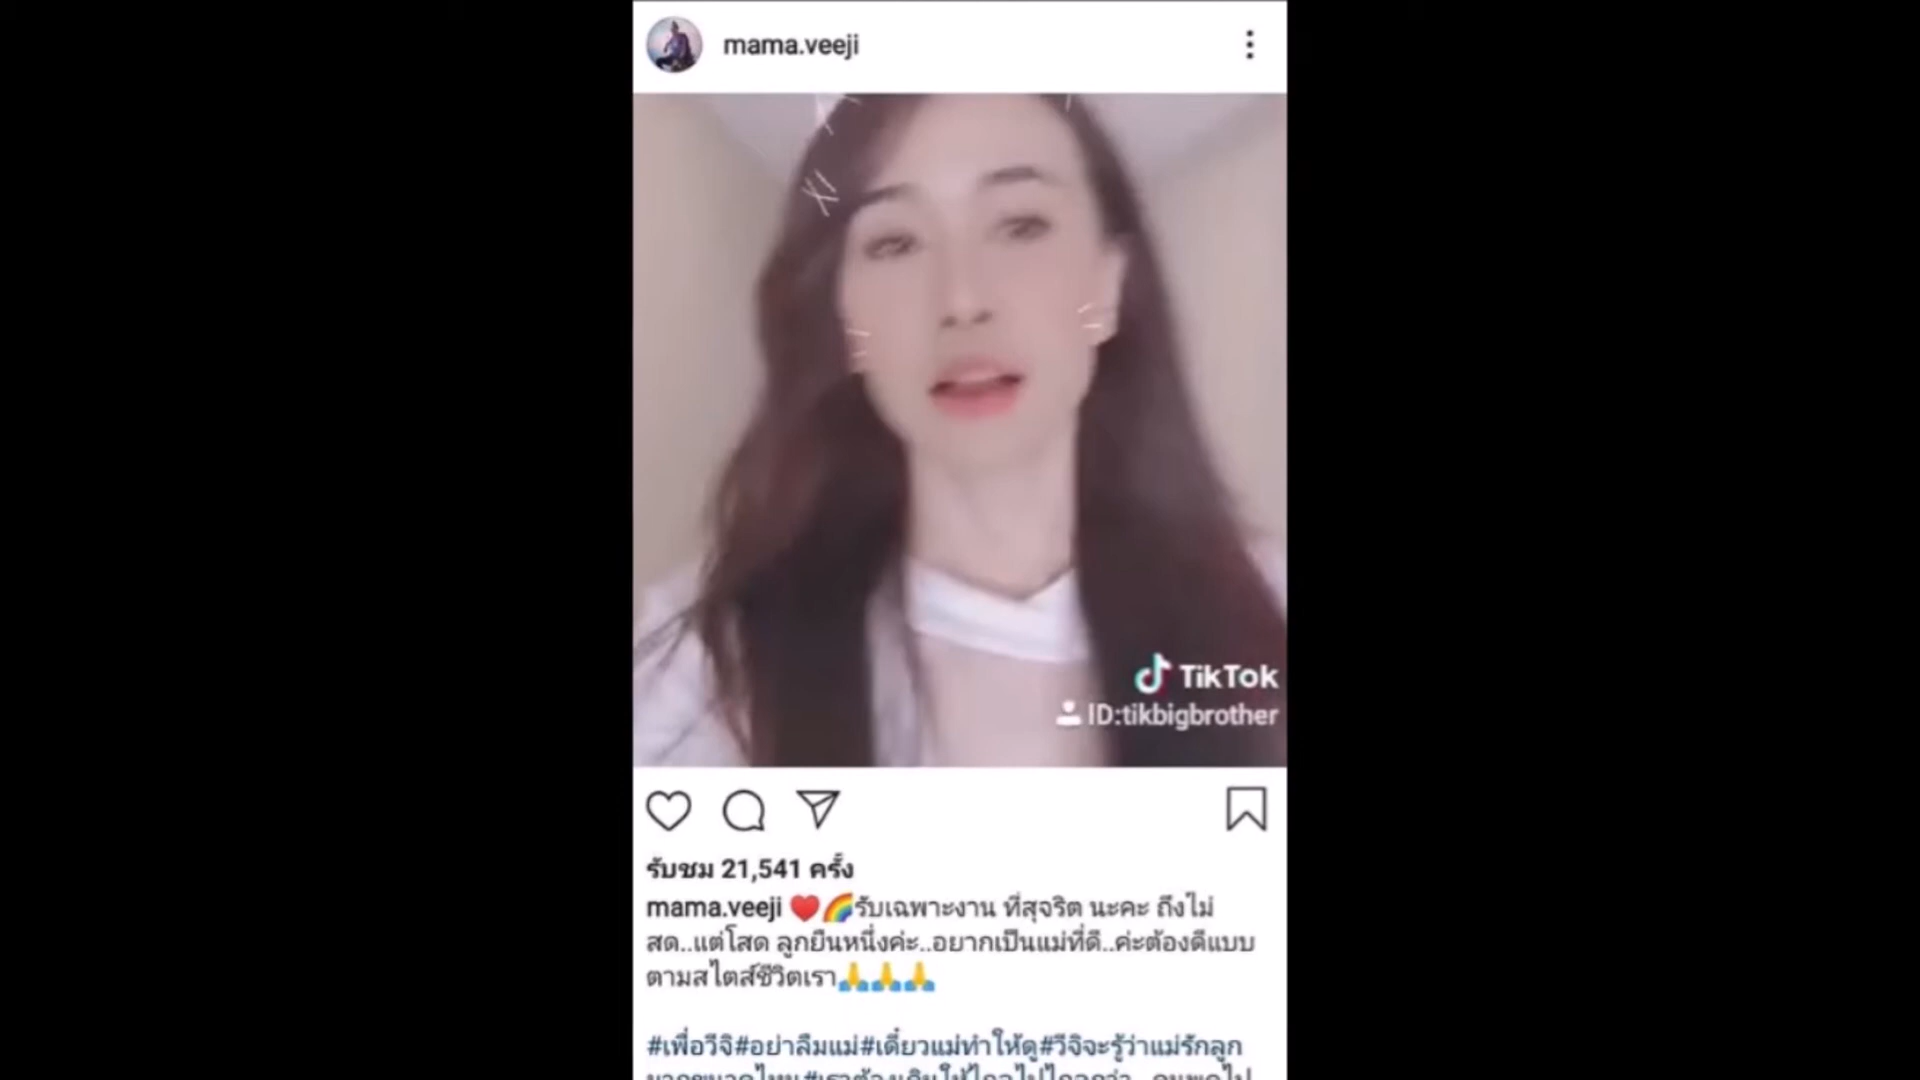 mama.veeji
TikTok
ID:tikbigbrother
รับชม 21,541 ครั้ง
mama.veeji ❤️🌈รับเฉพาะงาน ที่สุจริต นะคะ ถึงไม่
สด..แต่โสด ลูกยืนหนึ่งค่ะ..อยากเป็นแม่ที่ดี..ค่ะต้องดีแบบ
ตามสไตส์ชีวิตเรา🙏🙏🙏
#เพื่อวีจิ#อย่าลืมแม่#เดี๋ยวแม่ทำให้ดู#วีจิจะรู้ว่าแม่รักลูก